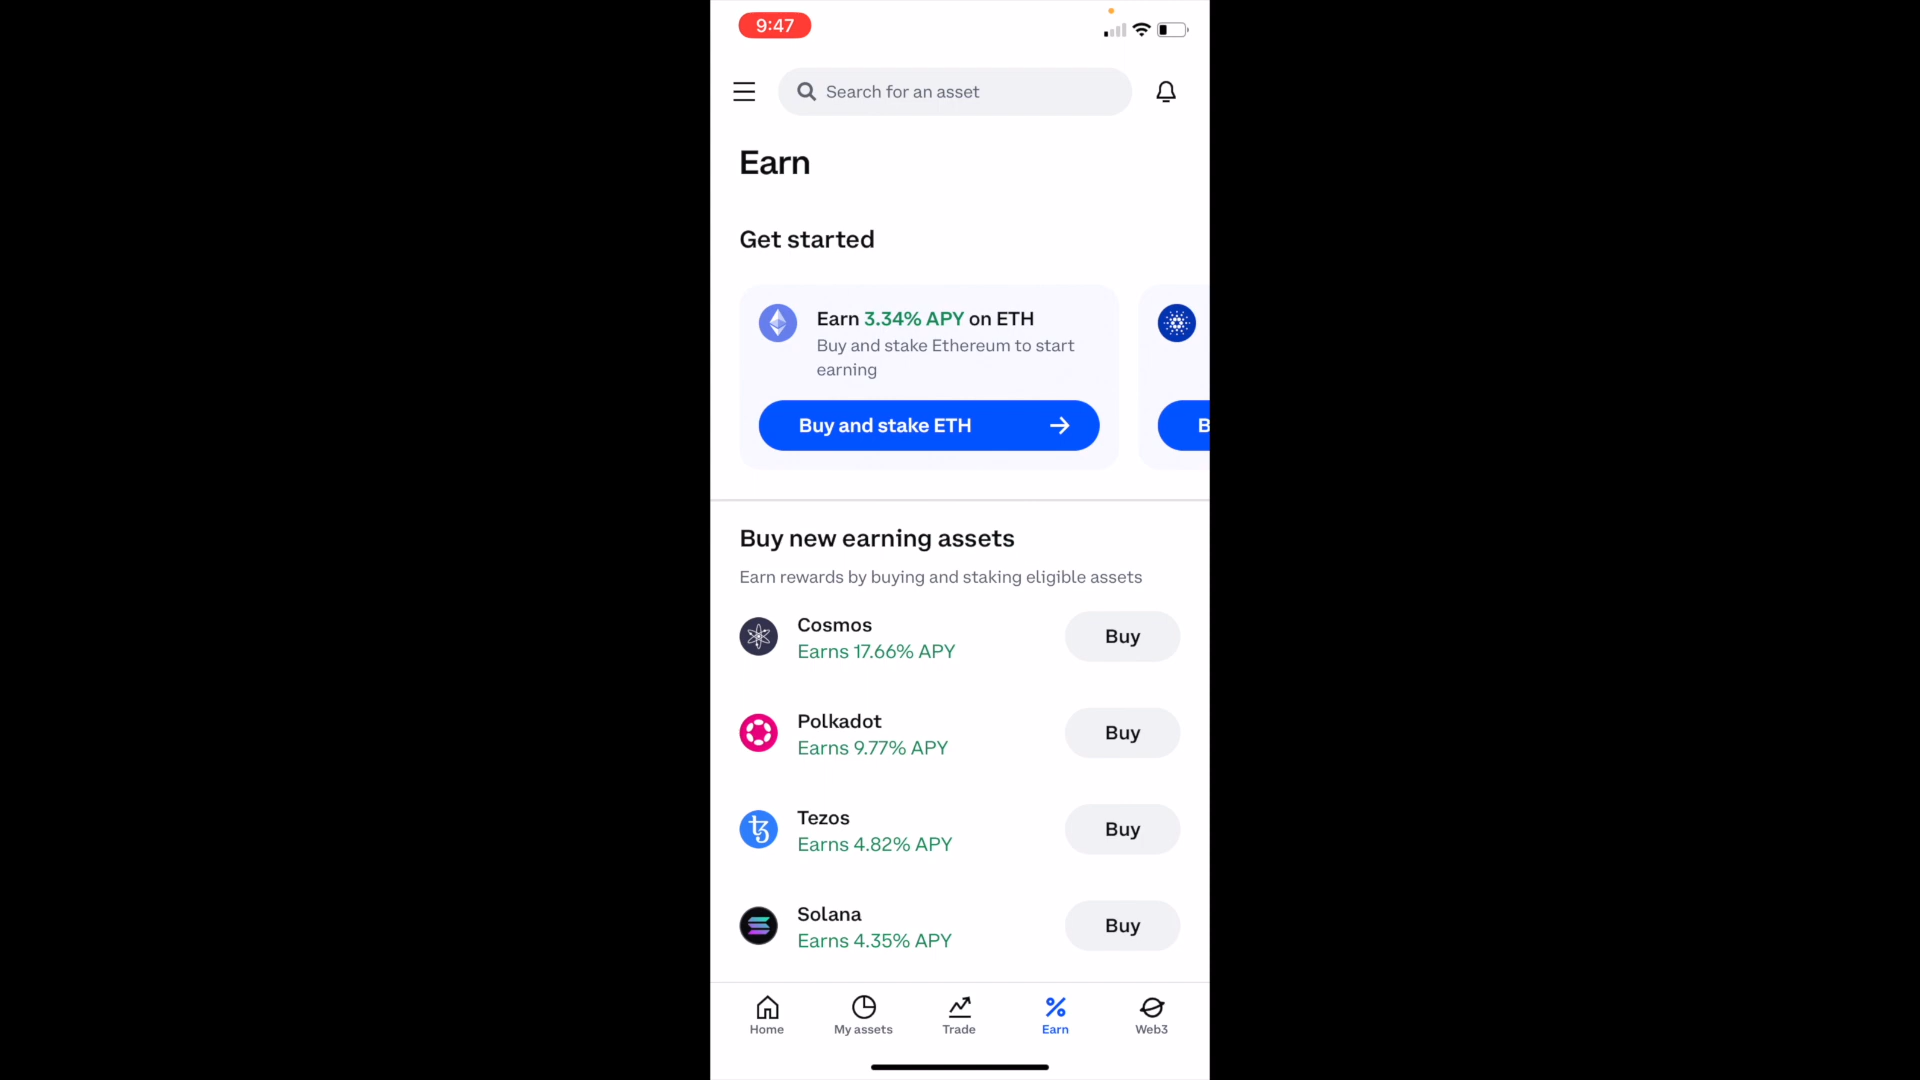 9:47
Search for an asset
Earn
Get started
Earn 3.34% APY on ETH
Buy and stake Ethereum to start
earning
Buy and stake ETH
B
Buy new earning assets
Earn rewards by buying and staking eligible assets
Cosmos
Earns 17.66% APY
Buy
Polkadot
Earns 9.77% APY
Buy
Tezos
Earns 4.82% APY
Buy
Solana
Earns 4.35% APY
Buy
Home
My assets
Trade
Earn
Web3